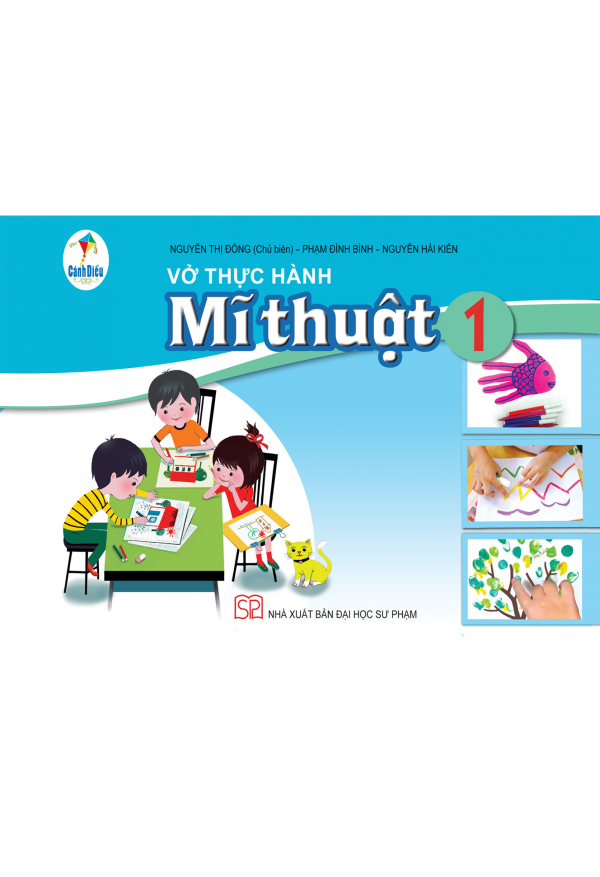 Cánh Diều
NGUYỄN THỊ ĐÔNG (Chủ biên) – PHẠM ĐÌNH BÌNH – NGUYỄN HẢI KIÊN
VỞ THỰC HÀNH
Mĩ thuật 1
SP
NHÀ XUẤT BẢN ĐẠI HỌC SƯ PHẠM